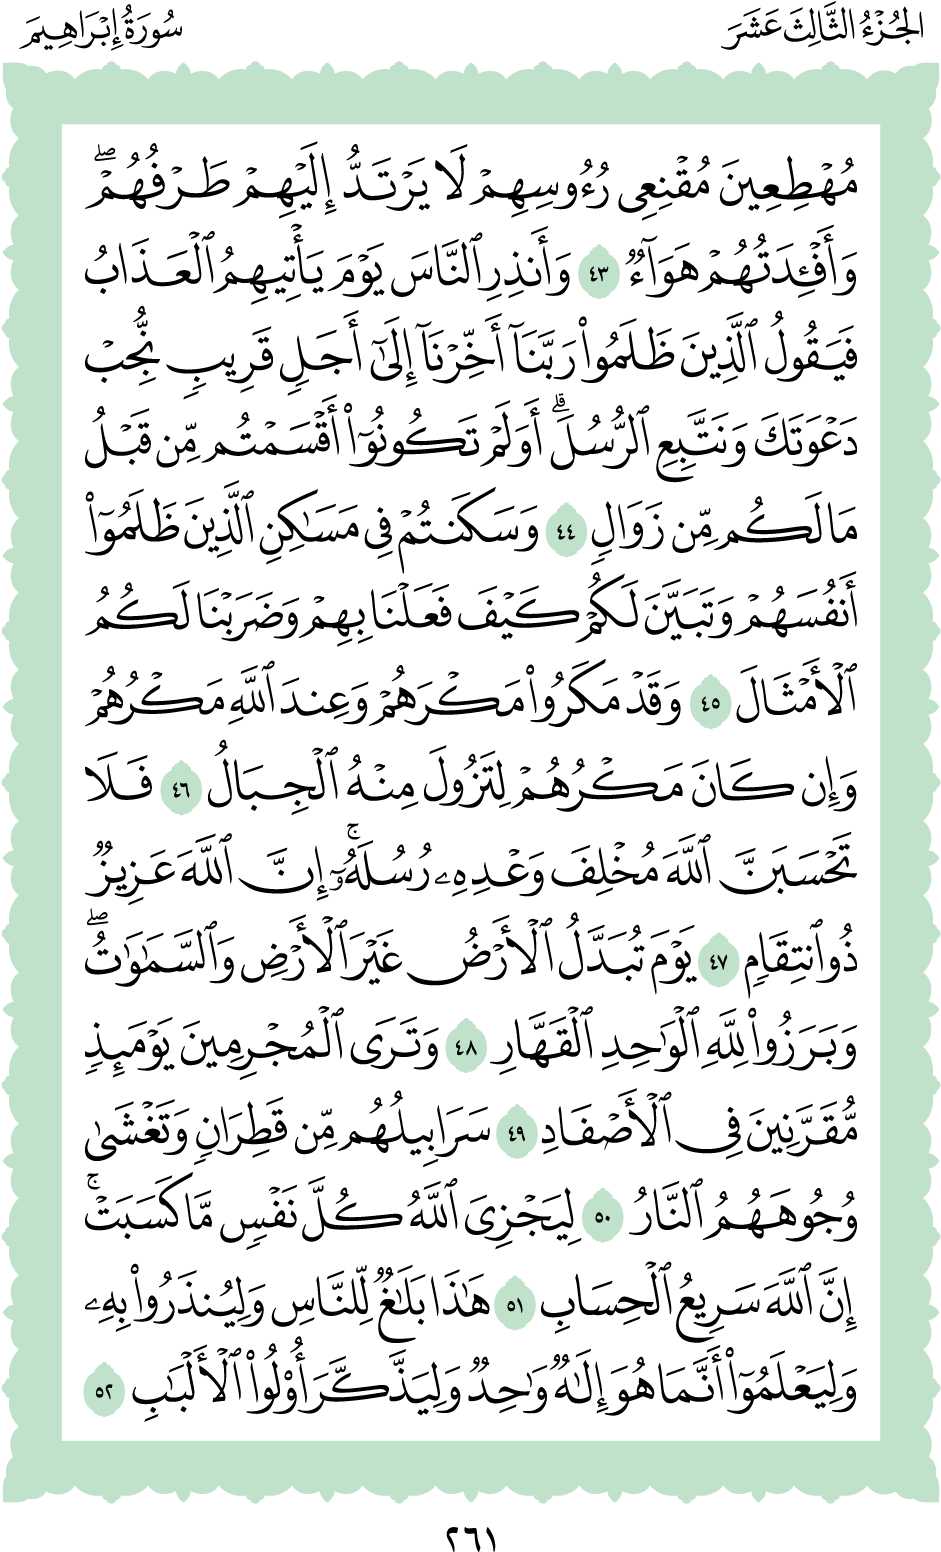 الجُزْءُ الثَّالِثَ عَشَرَ
سُورَةُ إِبْرَاهِيم
مُهْطِعِينَ مُقْنِعِى رُءُوسِهِمْ لَا يَرْتَدُّ إِلَيْهِمْ طَرْفُهُمْ ۖ
وَأَفْـِٔدَتُهُمْ هَوَآءٌ ٤٣ وَأَنذِرِ ٱلنَّاسَ يَوْمَ يَأْتِيهِمُ ٱلْعَذَابُ
فَيَقُولُ ٱلَّذِينَ ظَلَمُوا۟ رَبَّنَآ أَخِّرْنَآ إِلَىٰٓ أَجَلٍ قَرِيبٍ نُّجِبْ
دَعْوَتَكَ وَنَتَّبِعِ ٱلرُّسُلَ ۗ أَوَلَمْ تَكُونُوٓا۟ أَقْسَمْتُم مِّن قَبْلُ
مَا لَكُم مِّن زَوَالٍ ٤٤ وَسَكَنتُمْ فِى مَسَـٰكِنِ ٱلَّذِينَ ظَلَمُوٓا۟
أَنفُسَهُمْ وَتَبَيَّنَ لَكُمْ كَيْفَ فَعَلْنَا بِهِمْ وَضَرَبْنَا لَكُمُ
ٱلْأَمْثَالَ ٤٥ وَقَدْ مَكَرُوا۟ مَكْرَهُمْ وَعِندَ ٱللَّهِ مَكْرُهُمْ
وَإِن كَانَ مَكْرُهُمْ لِتَزُولَ مِنْهُ ٱلْجِبَالُ ٤٦ فَلَا
تَحْسَبَنَّ ٱللَّهَ مُخْلِفَ وَعْدِهِۦ رُسُلَهُۥٓ ۚ إِنَّ ٱللَّهَ عَزِيزٌ
ذُو ٱنتِقَامٍ ٤٧ يَوْمَ تُبَدَّلُ ٱلْأَرْضُ غَيْرَ ٱلْأَرْضِ وَٱلسَّمَـٰوَٰتُ ۖ
وَبَرَزُوا۟ لِلَّهِ ٱلْوَٰحِدِ ٱلْقَهَّارِ ٤٨ وَتَرَى ٱلْمُجْرِمِينَ يَوْمَئِذٍ
مُّقَرَّنِينَ فِى ٱلْأَصْفَادِ ٤٩ سَرَابِيلُهُم مِّن قَطِرَانٍ وَتَغْشَىٰ
وُجُوهَهُمُ ٱلنَّارُ ٥٠ لِيَجْزِىَ ٱللَّهُ كُلَّ نَفْسٍ مَّا كَسَبَتْ ۚ
إِنَّ ٱللَّهَ سَرِيعُ ٱلْحِسَابِ ٥١ هَـٰذَا بَلَـٰغٌ لِّلنَّاسِ وَلِيُنذَرُوا۟ بِهِۦ
وَلِيَعْلَمُوٓا۟ أَنَّمَا هُوَ إِلَـٰهٌ وَٰحِدٌ وَلِيَذَّكَّرَ أُو۟لُوا۟ ٱلْأَلْبَـٰبِ ٥٢
٢٦١